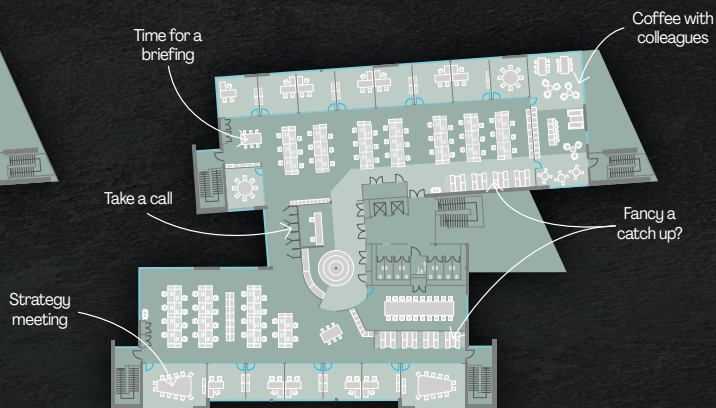 Time for a
briefing
Coffee with
colleagues
Take a call
Fancy a
catch up?
Strategy
meeting